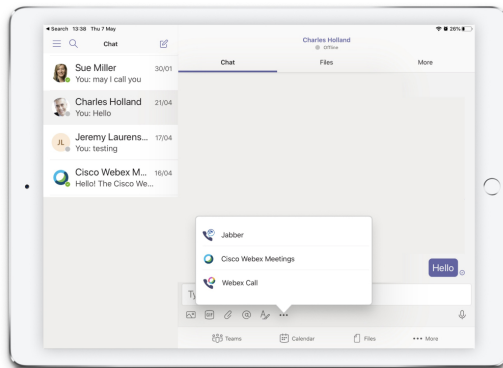 Search 13:38 Thu 7 May
26%
Chat
Sue Miller 30/01
You: may I call you
Charles Holland 21/04
You: Hello
JL
Jeremy Laurens... 17/04
You: testing
Cisco Webex M... 16/04
Hello! The Cisco We...
Charles Holland
Offline
Chat Files More
Hello
Jabber
Cisco Webex Meetings
Webex Call
Ty
GIF
Teams Calendar Files More